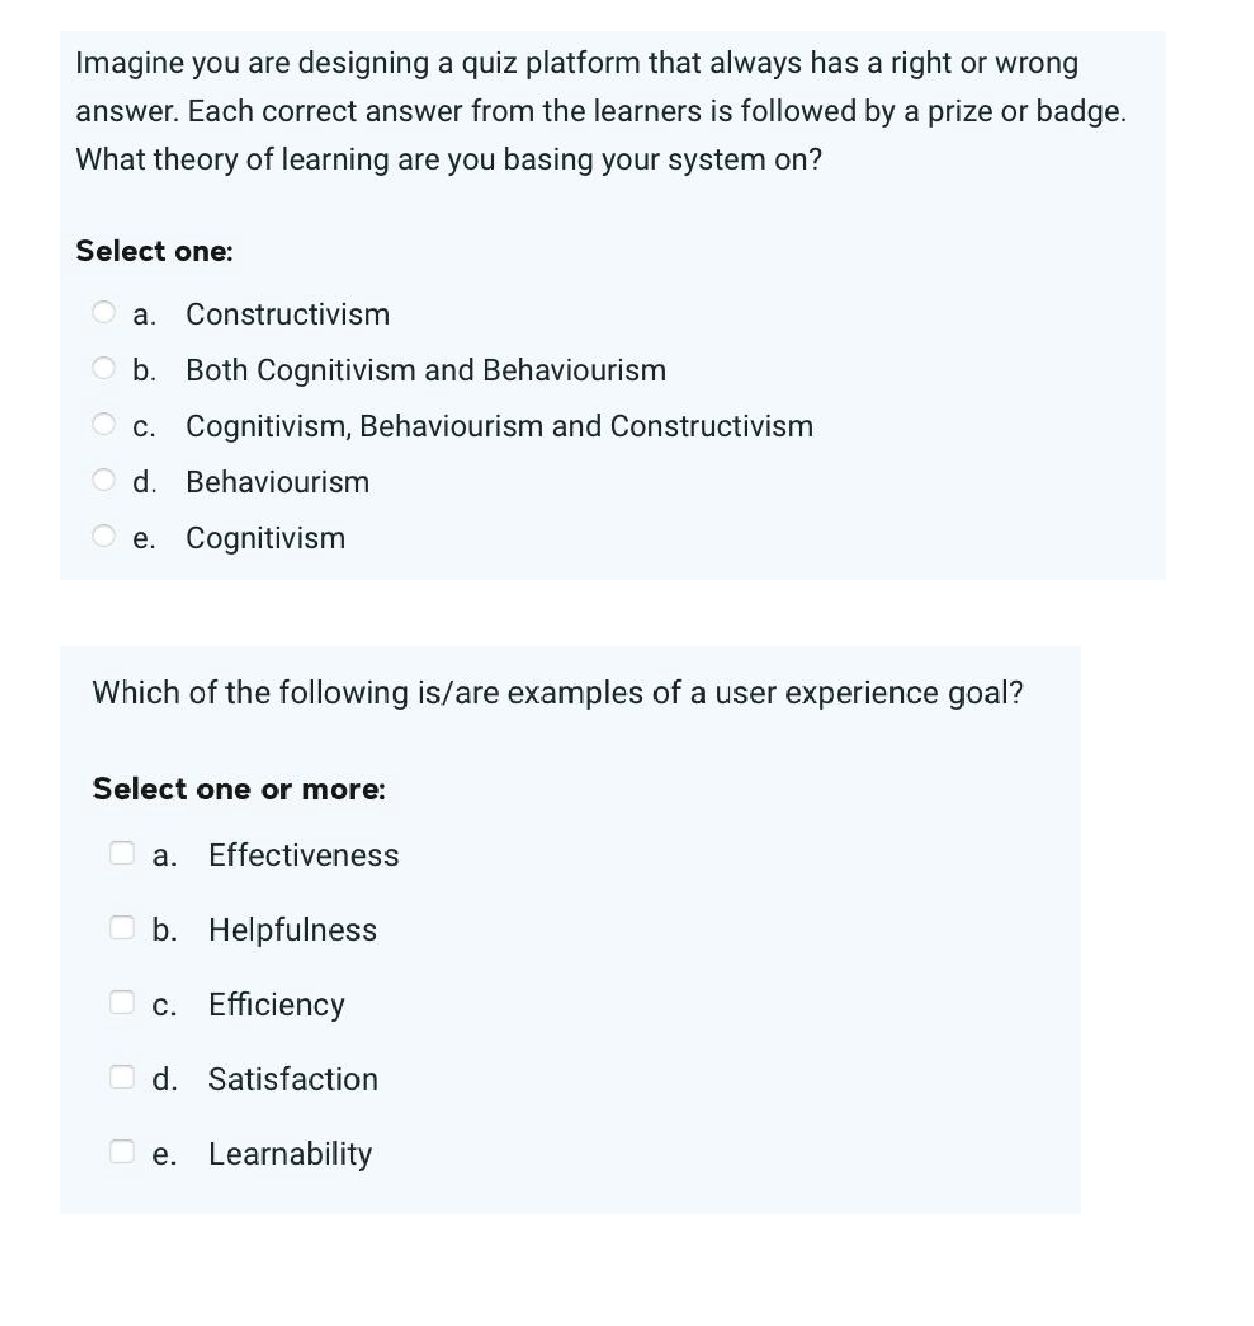 Imagine you are designing a quiz platform that always has a right or wrong
answer. Each correct answer from the learners is followed by a prize or badge.
What theory of learning are you basing your system on?
Select one:
a. Constructivism
b. Both Cognitivism and Behaviourism
c. Cognitivism, Behaviourism and Constructivism
d. Behaviourism
e. Cognitivism
Which of the following is/are examples of a user experience goal?
Select one or more:
a. Effectiveness
b. Helpfulness
c. Efficiency
d. Satisfaction
e. Learnability